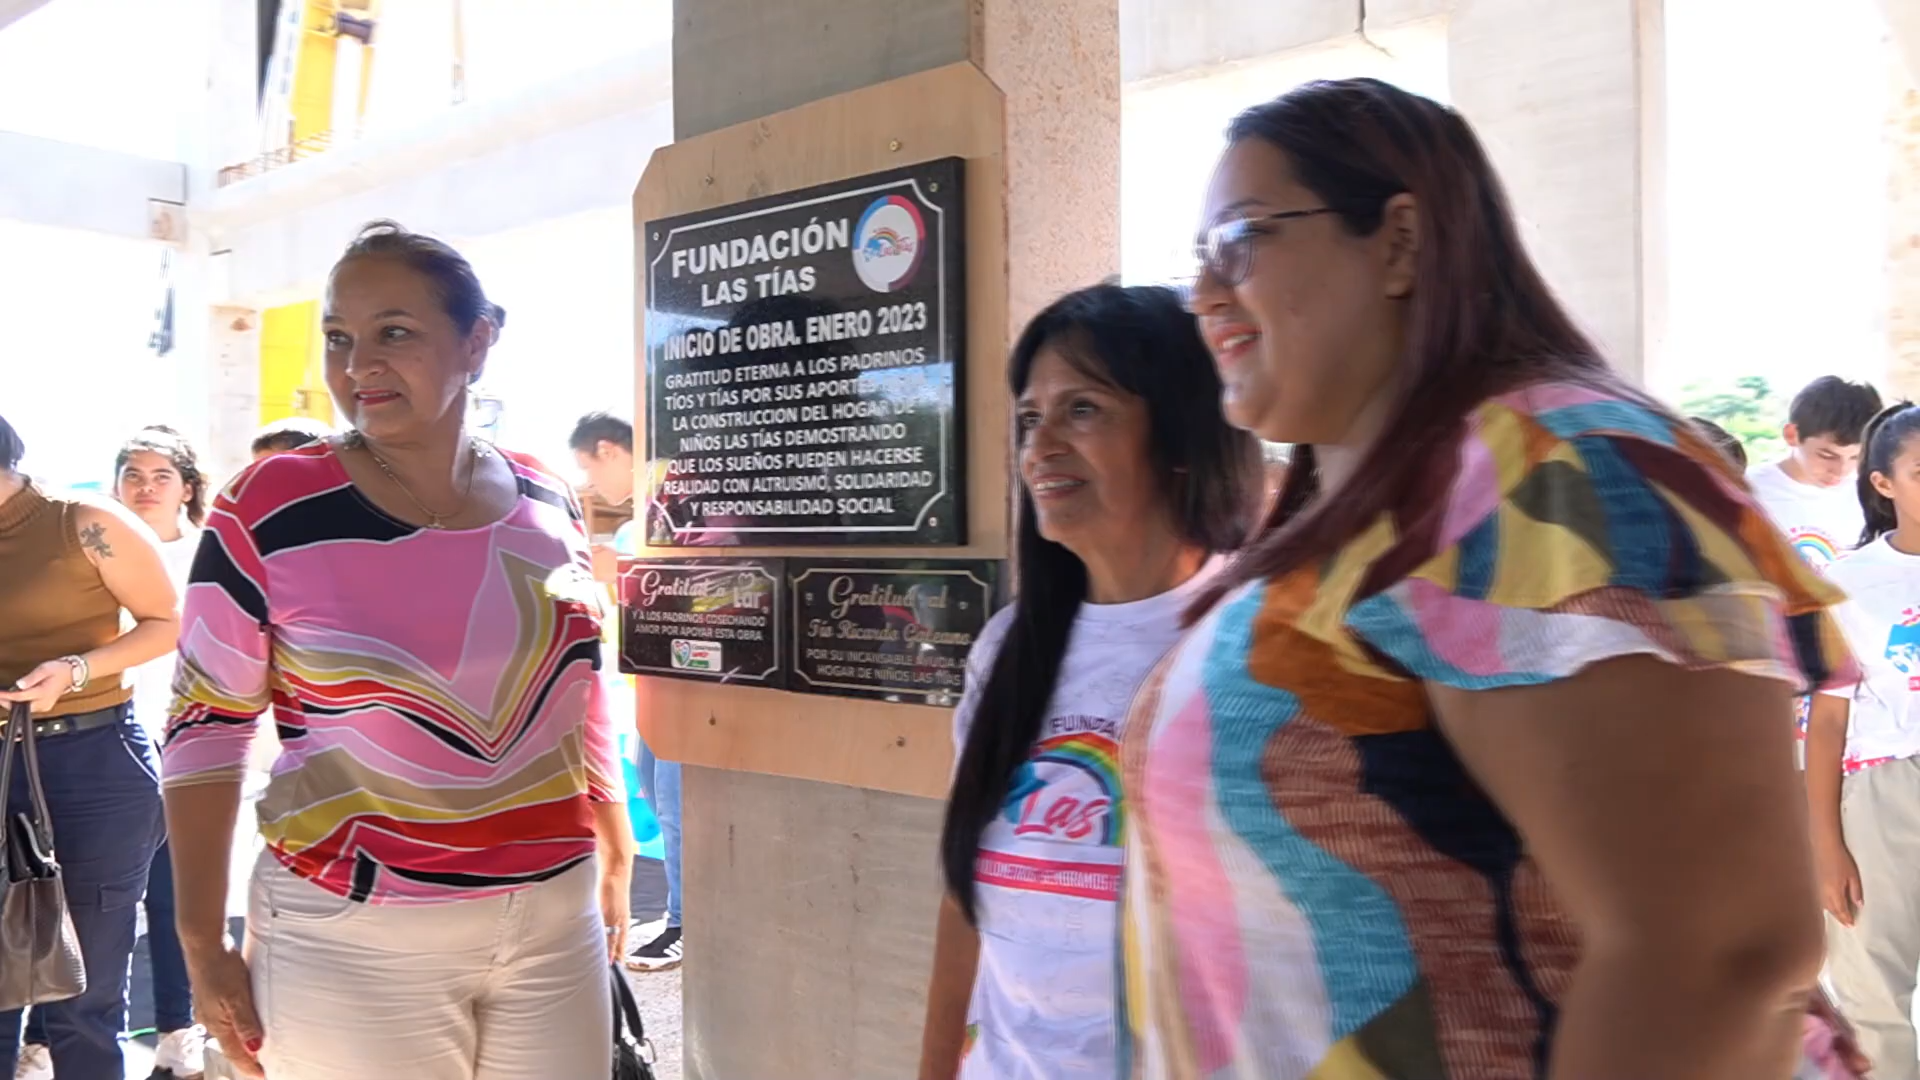 FUNDACIÓN
LAS TÍAS
INICIO DE OBRA. ENERO 2023
GRATITUD ETERNA A LOS PADRINOS
TÍOS Y TÍAS POR SUS
LA CONSTRUCCION DEL HOGAR DE
NIÑOS LAS TÍAS DEMOSTRANDO
QUE LOS SUEÑOS PUEDEN HACERSE
REALIDAD CON ALTRUISMO, SOLIDARIDAD
Y RESPONSABILIDAD SOCIAL
Gratitud a
Y A LOS PADRINOS COSECHANDO
AMOR POR APOYAR ESTA OBRA
Gratitud al
Tío Ricardo
POR SU INCANSABLE AYUDA A
HOGAR DE NIÑOS LAS TÍAS
Las